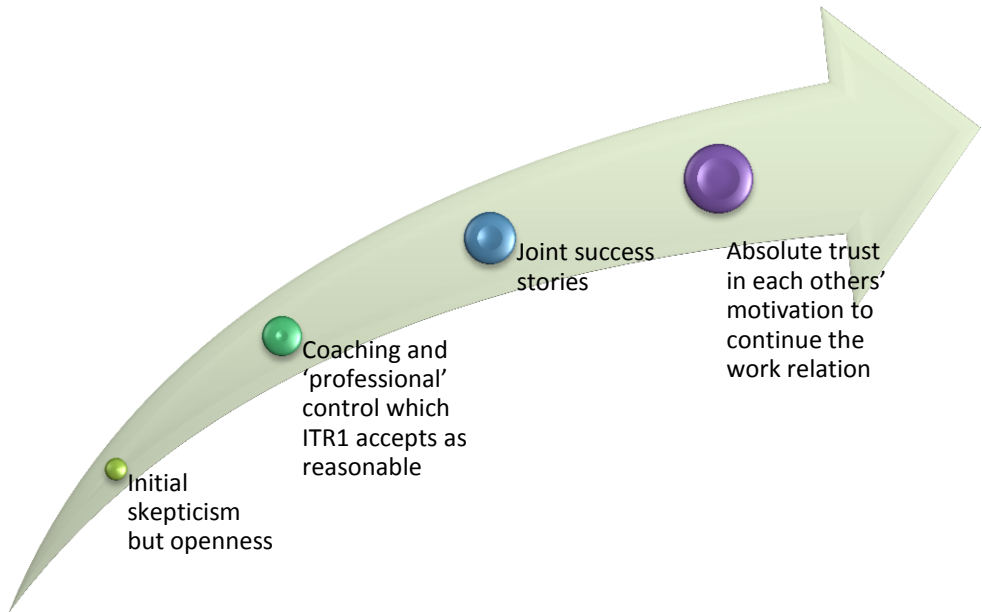 Initial
skepticism
but openness
Coaching and
‘professional’
control which
ITR1 accepts as
reasonable
Joint success
stories
Absolute trust
in each others’
motivation to
continue the
work relation